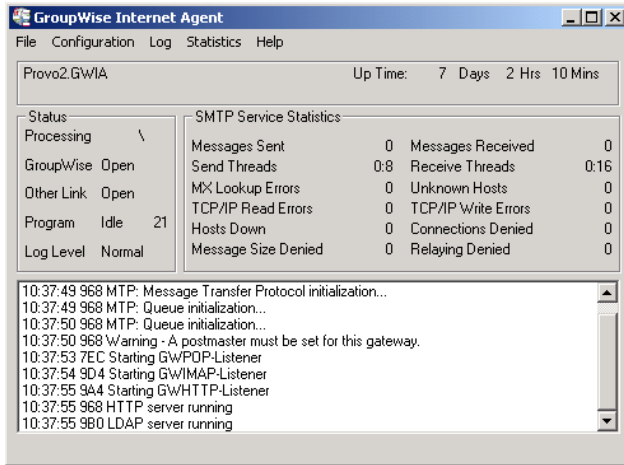 GroupWise Internet Agent
File Configuration Log Statistics Help
Provo2.GWIA Up Time: 7 Days 2 Hrs 10 Mins
Status
Processing \
GroupWise Open
Other Link Open
Program Idle 21
Log Level Normal
SMTP Service Statistics
Messages Sent 0 Messages Received 0
Send Threads 0:8 Receive Threads 0:16
MX Lookup Errors 0 Unknown Hosts 0
TCP/IP Read Errors 0 TCP/IP Write Errors 0
Hosts Down 0 Connections Denied 0
Message Size Denied 0 Relaying Denied 0
10:37:49 968 MTP: Message Transfer Protocol initialization...
10:37:49 968 MTP: Queue initialization...
10:37:50 968 MTP: Queue initialization...
10:37:50 968 Warning - A postmaster must be set for this gateway.
10:37:53 7EC Starting GWPOP-Listener
10:37:54 9D4 Starting GWIMAP-Listener
10:37:55 9A4 Starting GWHTTP-Listener
10:37:55 968 HTTP server running
10:37:55 9B0 LDAP server running